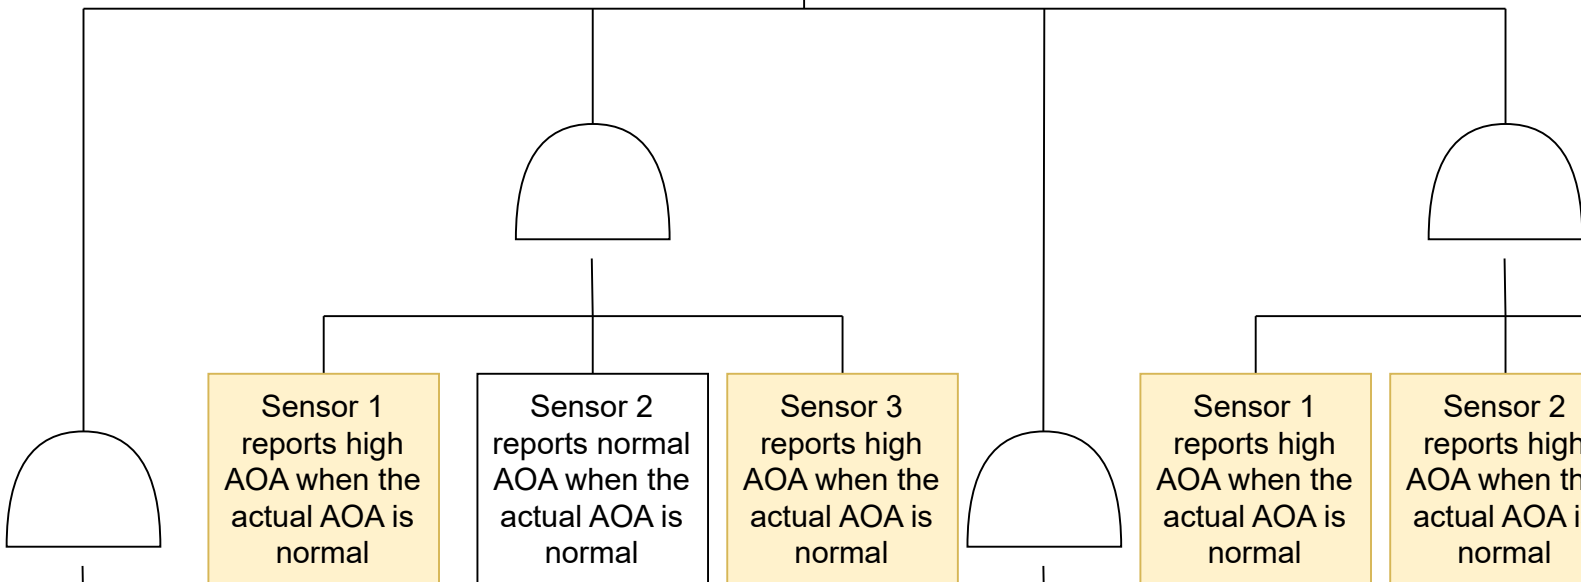 Sensor 1
reports high
AOA when the
actual AOA is
normal
Sensor 2
reports normal
AOA when the
actual AOA is
normal
Sensor 3
reports high
AOA when the
actual AOA is
normal
Sensor 1
reports high
AOA when the
actual AOA is
normal
Sensor 2
reports high
AOA when
actual AOA
normal